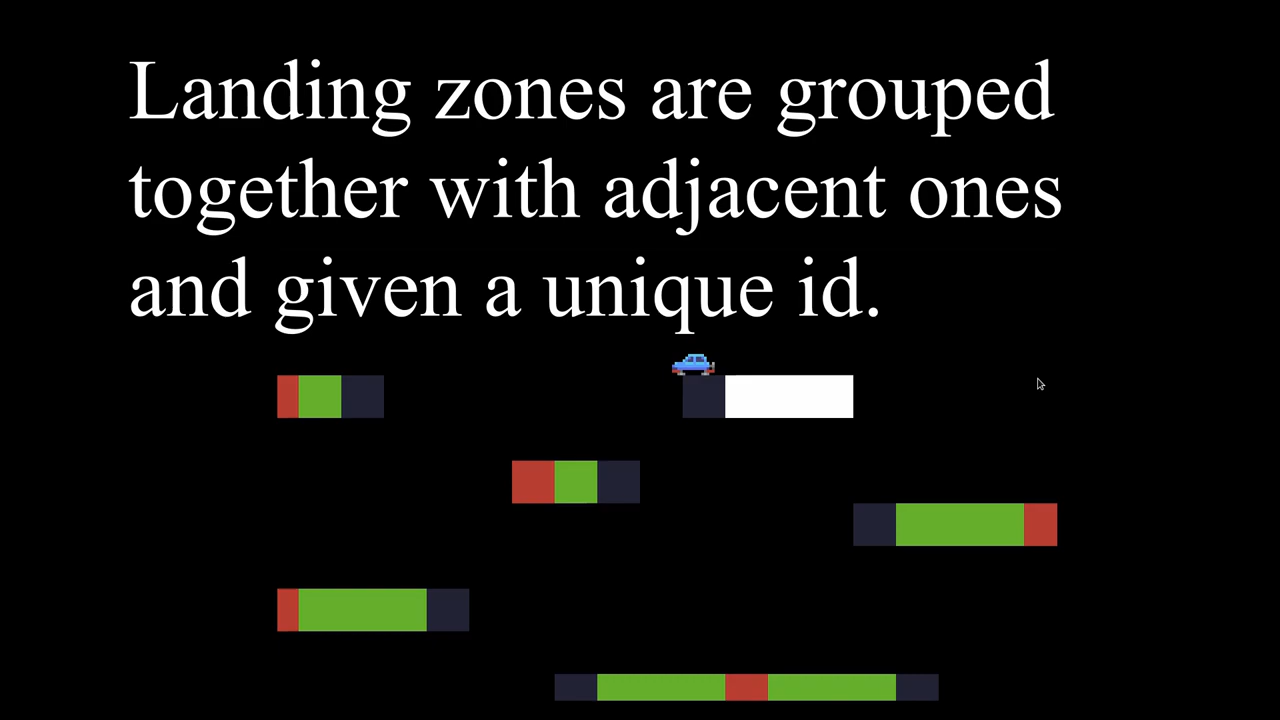 Landing zones are grouped
together with adjacent ones
and given a unique id.